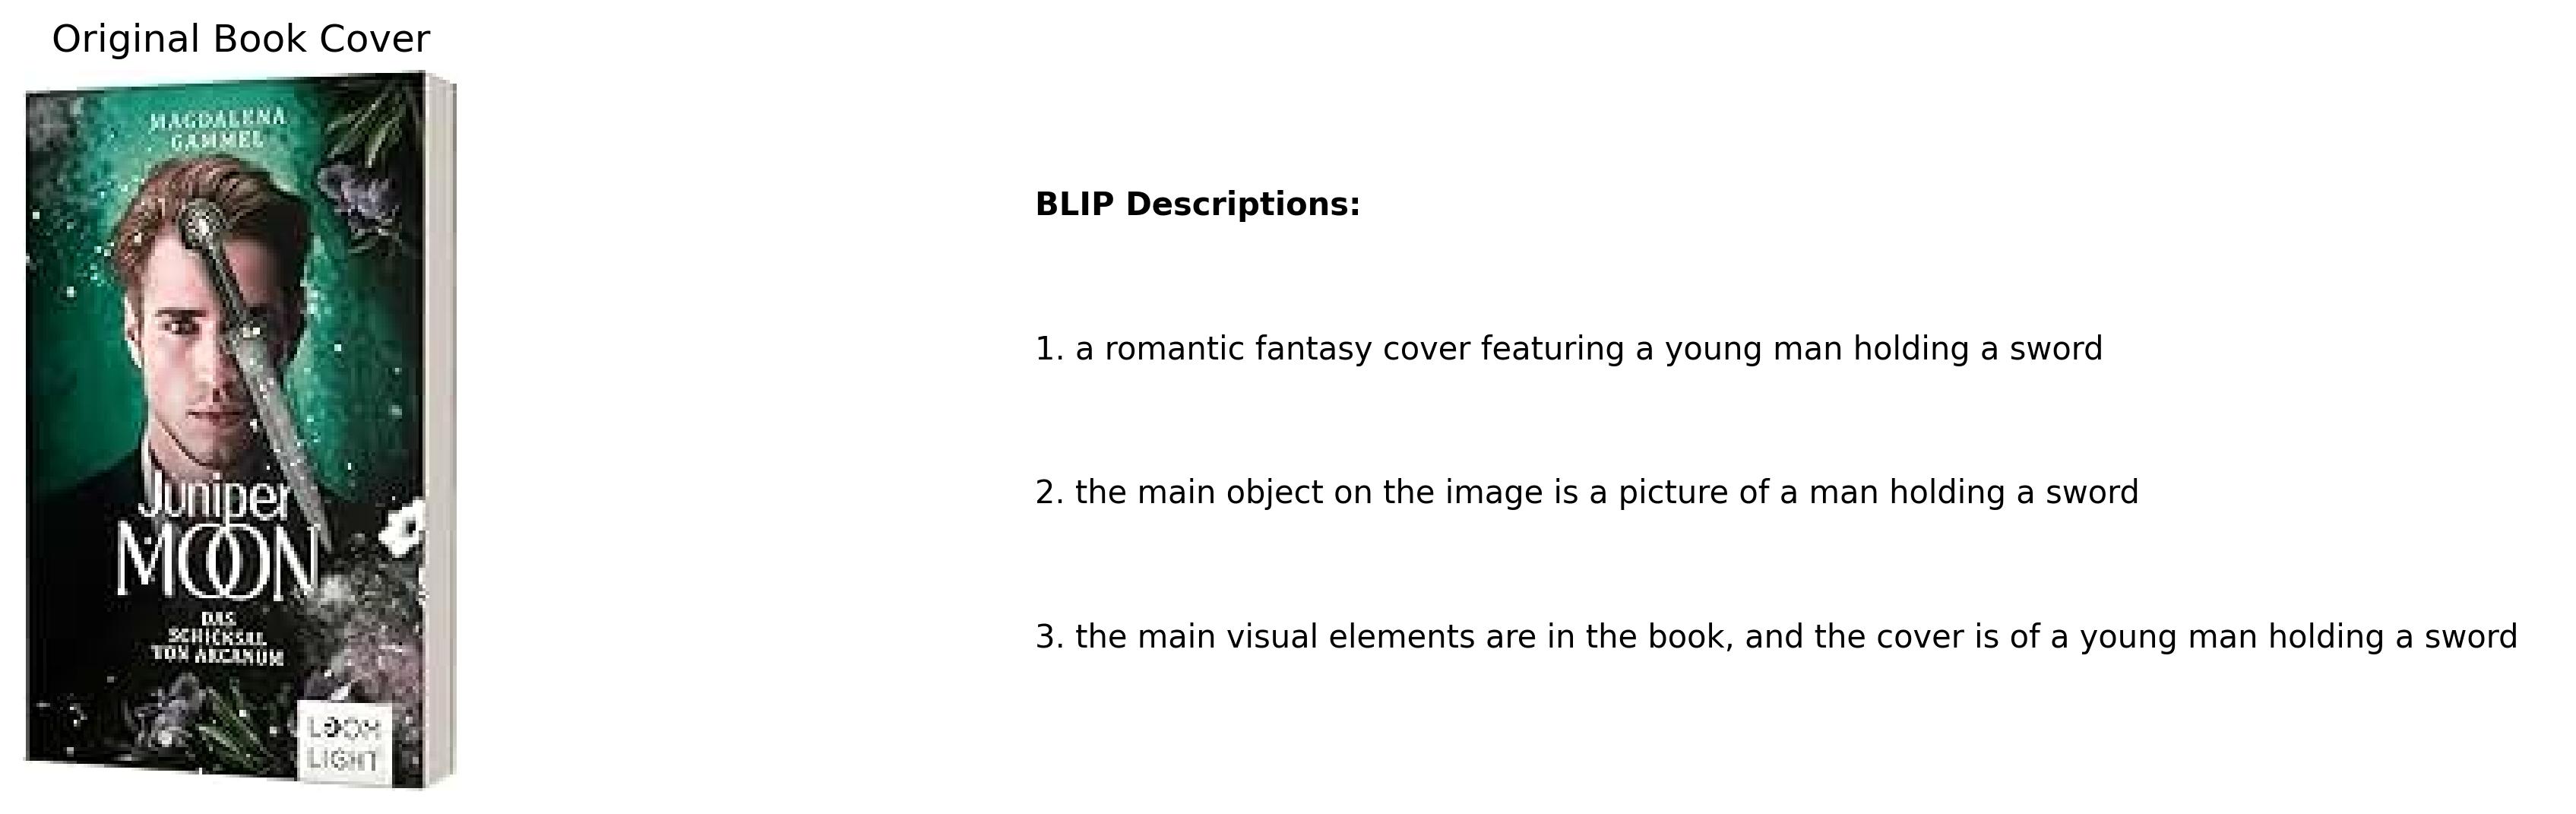 Original Book Cover
MAGDALENA
GAMMEL
Juniper
MOON
DAS
SCHICKSAL
VON ARCANUM
LOOM
LIGHT
BLIP Descriptions:
1. a romantic fantasy cover featuring a young man holding a sword
2. the main object on the image is a picture of a man holding a sword
3. the main visual elements are in the book, and the cover is of a young man holding a sword